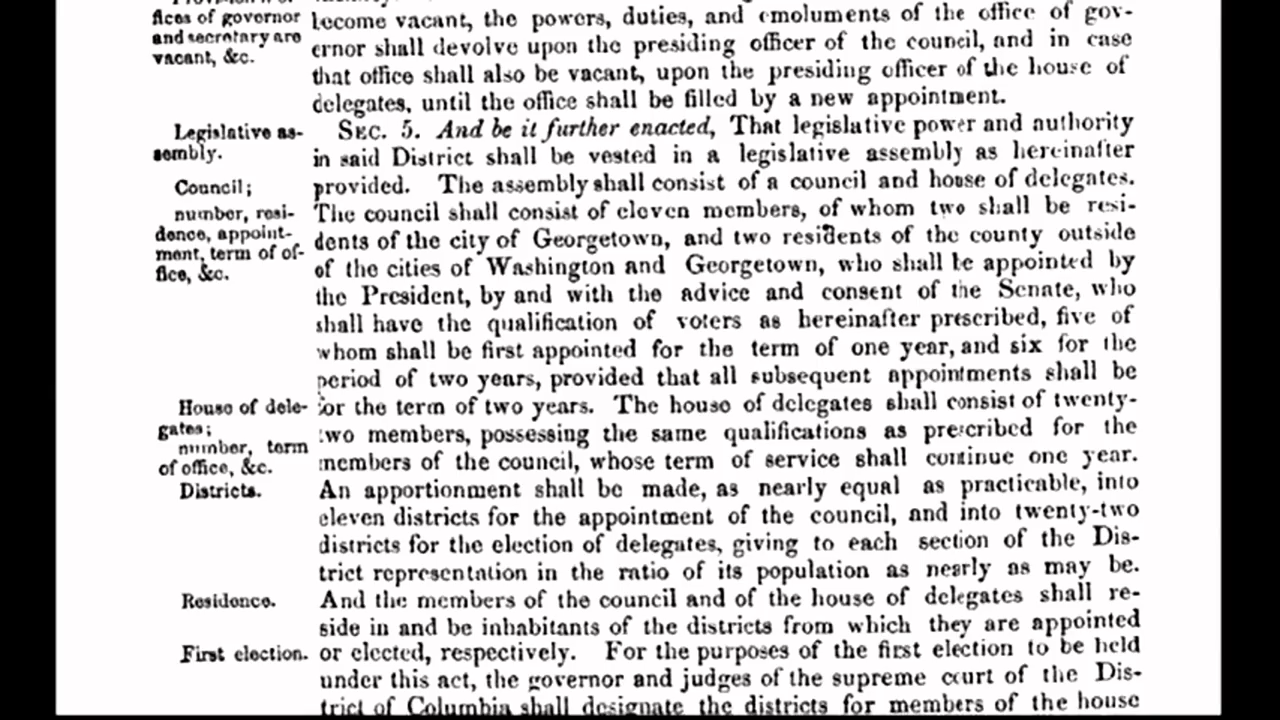 fices of governor
and secretary are
vacant, &c.
become vacant, the powers, duties, and emoluments of the office of gov-
ernor shall devolve upon the presiding officer of the council, and in case
that office shall also be vacant, upon the presiding officer of the house of
delegates, until the office shall be filled by a new appointment.
Legislative as-
sembly.
SEC. 5. And be it further enacted, That legislative power and authority
in said District shall be vested in a legislative assembly as hereinafter
Council;
number, resi-
dence, appoint-
ment, term of of-
fice, &c.
provided. The assembly shall consist of a council and house of delegates.
The council shall consist of eleven members, of whom two shall be resi-
dents of the city of Georgetown, and two residents of the county outside
of the cities of Washington and Georgetown, who shall be appointed by
the President, by and with the advice and consent of the Senate, who
shall have the qualification of voters as hereinafter prescribed, five of
whom shall be first appointed for the term of one year, and six for the
period of two years, provided that all subsequent appointments shall be
House of dele-
gates;
number, term
of office, &c.
for the term of two years. The house of delegates shall consist of twenty-
two members, possessing the same qualifications as prescribed for the
members of the council, whose term of service shall continue one year.
Districts.
An apportionment shall be made, as nearly equal as practicable, into
eleven districts for the appointment of the council, and into twenty-two
districts for the election of delegates, giving to each section of the Dis-
trict representation in the ratio of its population as nearly as may be.
Residence.
And the members of the council and of the house of delegates shall re-
side in and be inhabitants of the districts from which they are appointed
First election.
or elected, respectively. For the purposes of the first election to be held
under this act, the governor and judges of the supreme court of the Dis-
trict of Columbia shall designate the districts for members of the house